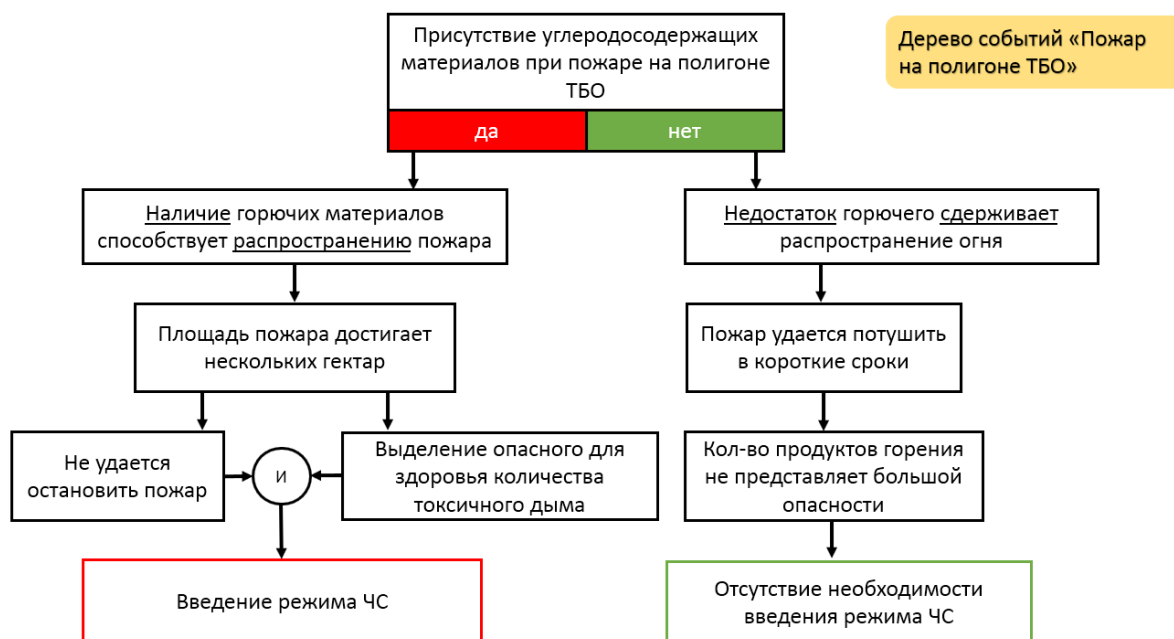 Присутствие углеродосодержащих
материалов при пожаре на полигоне
ТБО
да
нет
Дерево событий «Пожар
на полигоне ТБО»
Наличие горючих материалов
способствует распространению пожара
Недостаток горючего сдерживает
распространение огня
Площадь пожара достигает
нескольких гектар
Пожар удается потушить
в короткие сроки
Не удается
остановить пожар
И
Выделение опасного для
здоровья количества
токсичного дыма
Кол-во продуктов горения
не представляет большой
опасности
Введение режима ЧС
Отсутствие необходимости
введения режима ЧС